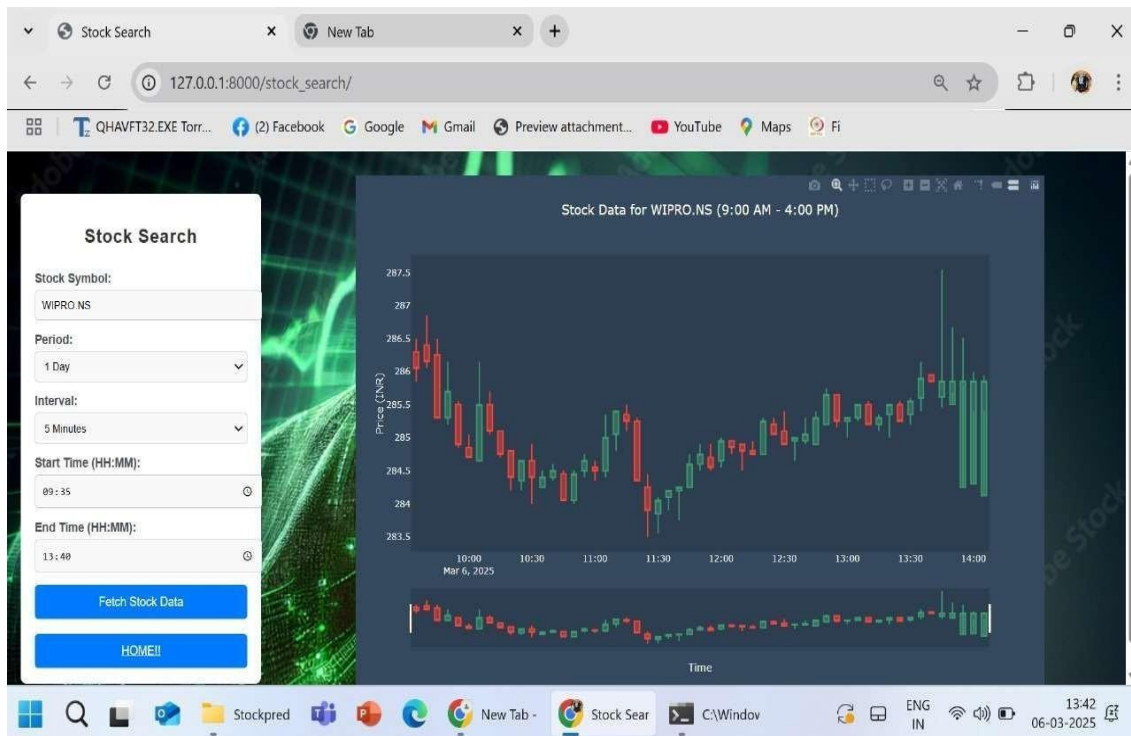 Stock Search
New Tab
127.0.0.1:8000/stock_search/
QHAVFT32.EXE Torr...
(2) Facebook
Google
Gmail
Preview attachment...
YouTube
Maps
Fi
Stock Search
Stock Symbol:
WIPRO.NS
Period:
1 Day
Interval:
5 Minutes
Start Time (HH:MM):
09:35
End Time (HH:MM):
13:40
Fetch Stock Data
HOME!!
Stock Data for WIPRO.NS (9:00 AM - 4:00 PM)
Price (INR)
287.5
287
286.5
286
285.5
285
284.5
284
283.5
10:00 10:30 11:00 11:30 12:00 12:30 13:00 13:30 14:00
Mar 6, 2025
Time
Stockpred
New Tab -
Stock Sear
C:\Windov
ENG
IN
13:42
06-03-2025